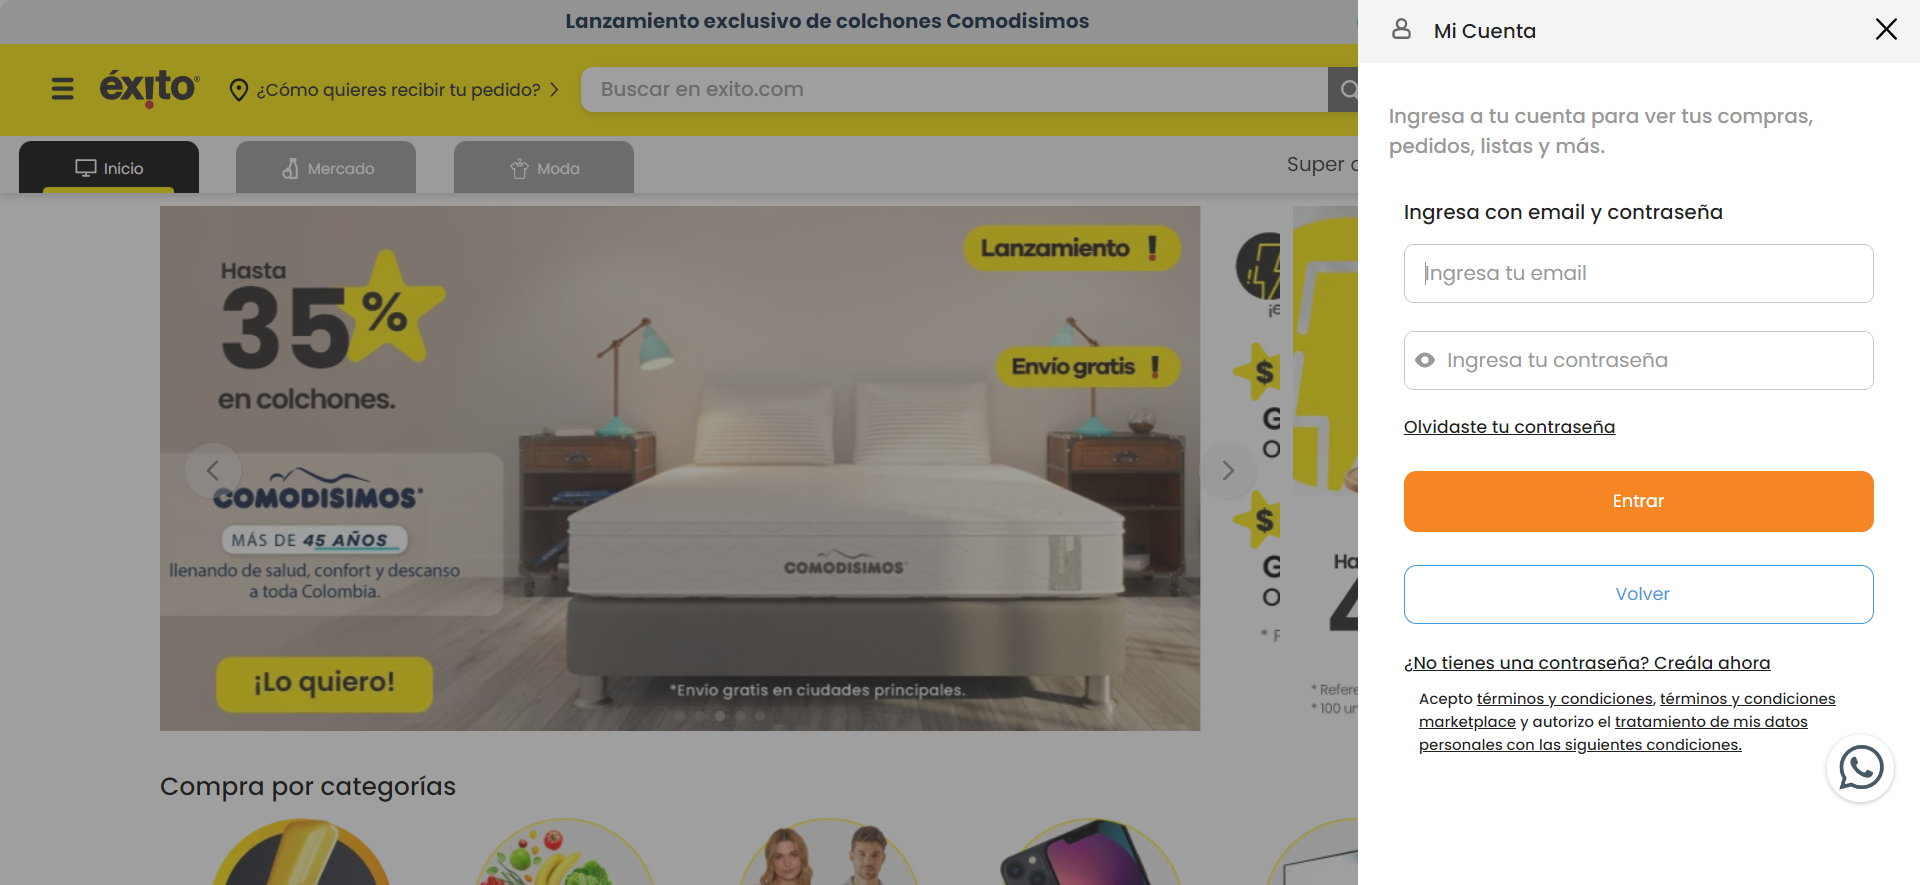 Lanzamiento exclusivo de colchones Comodisimos
éxito
¿Cómo quieres recibir tu pedido?
Buscar en exito.com
Inicio
Mercado
Moda
Super
Hasta
35%
en colchones.
Lanzamiento !
Envío gratis !
COMODISIMOS
MÁS DE 45 AÑOS
llenando de salud, confort y descanso
a toda Colombia.
COMODISIMOS
¡Lo quiero!
*Envío gratis en ciudades principales.
$
$
* 100
Compra por categorías
Mi Cuenta
Ingresa a tu cuenta para ver tus compras,
pedidos, listas y más.
Ingresa con email y contraseña
Ingresa tu email
Ingresa tu contraseña
Olvidaste tu contraseña
Entrar
Volver
¿No tienes una contraseña? Creála ahora
Acepto términos y condiciones, términos y condiciones
marketplace y autorizo el tratamiento de mis datos
personales con las siguientes condiciones.